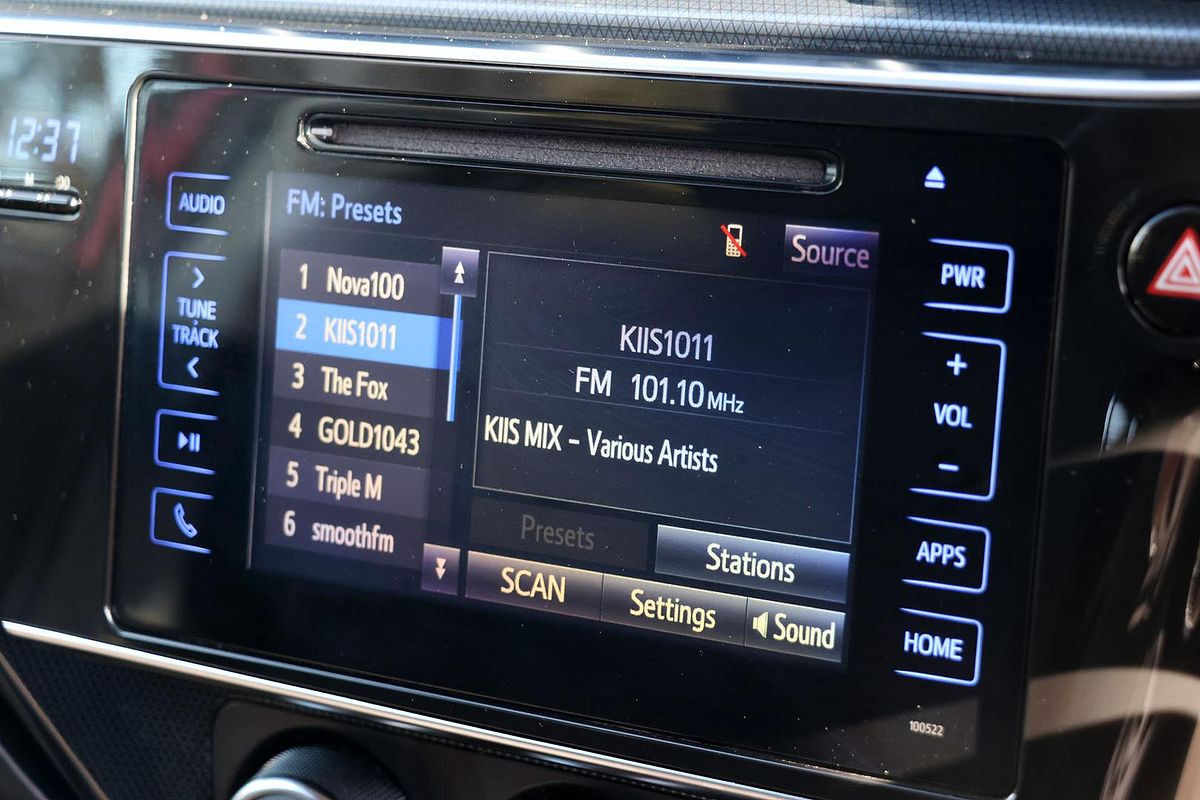 12:37
AUDIO
TUNE
TRACK
FM: Presets
Source
1 Nova100
2 KIIS1011
3 The Fox
4 GOLD1043
5 Triple M
6 smoothfm
KIIS1011
FM 101.10 MHz
KIIS MIX - Various Artists
Presets
Stations
SCAN
Settings
Sound
PWR
+
VOL
-
APPS
HOME
100522